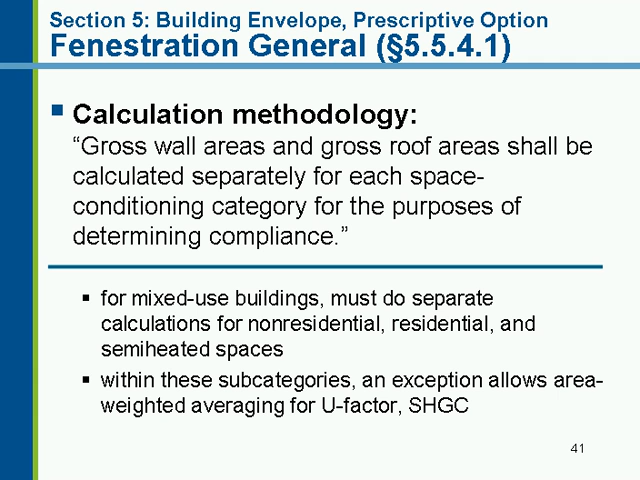 Section 5: Building Envelope, Prescriptive Option
Fenestration General (§5.5.4.1)
▪ Calculation methodology:
“Gross wall areas and gross roof areas shall be
calculated separately for each space-
conditioning category for the purposes of
determining compliance.”
▪ for mixed-use buildings, must do separate
calculations for nonresidential, residential, and
semiheated spaces
▪ within these subcategories, an exception allows area-
weighted averaging for U-factor, SHGC
41